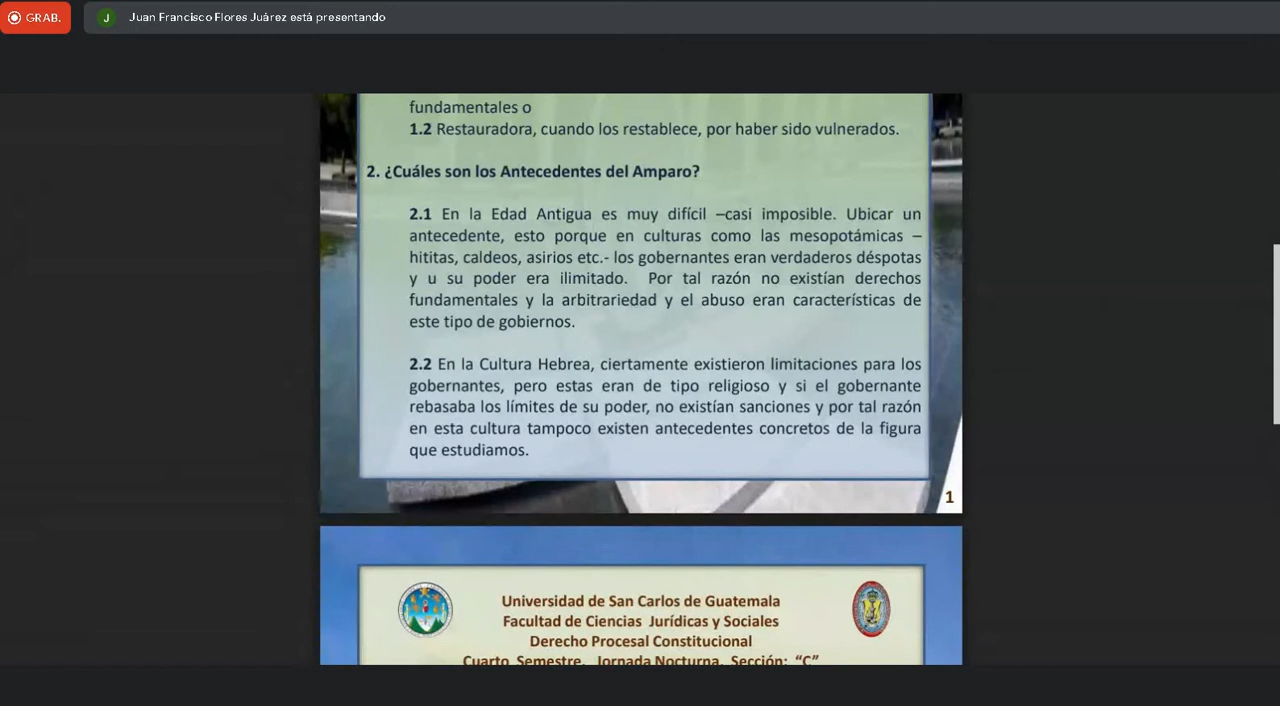 GRAB.
J
Juan Francisco Flores Juárez está presentando
fundamentales o
1.2 Restauradora, cuando los restablece, por haber sido vulnerados.
2. ¿Cuáles son los Antecedentes del Amparo?
2.1 En la Edad Antigua es muy difícil –casi imposible. Ubicar un
antecedente, esto porque en culturas como las mesopotámicas –
hititas, caldeos, asirios etc.- los gobernantes eran verdaderos déspotas
y u su poder era ilimitado. Por tal razón no existían derechos
fundamentales y la arbitrariedad y el abuso eran características de
este tipo de gobiernos.
2.2 En la Cultura Hebrea, ciertamente existieron limitaciones para los
gobernantes, pero estas eran de tipo religioso y si el gobernante
rebasaba los límites de su poder, no existían sanciones y por tal razón
en esta cultura tampoco existen antecedentes concretos de la figura
que estudiamos.
1
Universidad de San Carlos de Guatemala
Facultad de Ciencias Jurídicas y Sociales
Derecho Procesal Constitucional
Cuarto Semestre. Jornada Nocturna. Sección: “C”